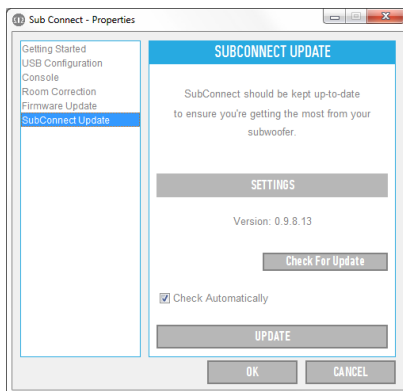 Sub Connect - Properties
Getting Started
USB Configuration
Console
Room Correction
Firmware Update
SubConnect Update
SUBCONNECT UPDATE
SubConnect should be kept up-to-date
to ensure you're getting the most from your
subwoofer.
SETTINGS
Version: 0.9.8.13
Check For Update
Check Automatically
UPDATE
OK
CANCEL